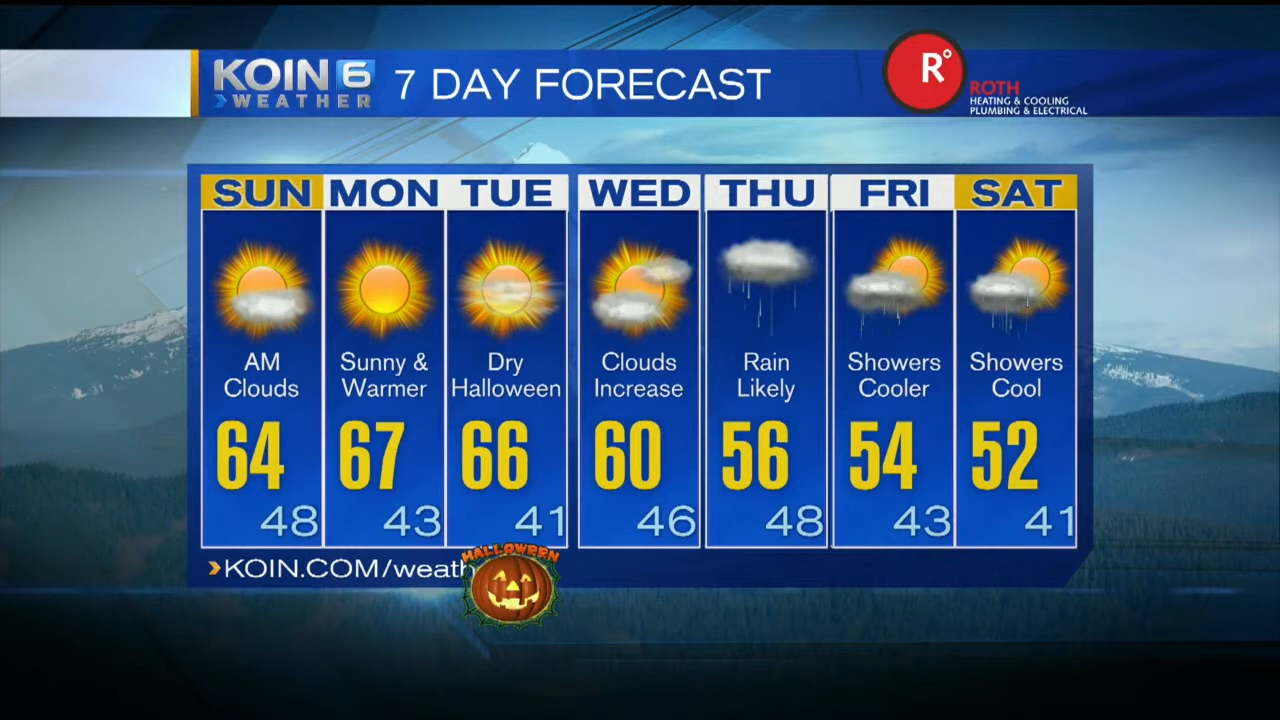 KOIN 6
WEATHER
7 DAY FORECAST
R°
ROTH
HEATING & COOLING
PLUMBING & ELECTRICAL
SUN
AM
Clouds
64
48
MON
Sunny &
Warmer
67
43
TUE
Dry
Halloween
66
41
WED
Clouds
Increase
60
46
THU
Rain
Likely
56
48
FRI
Showers
Cooler
54
43
SAT
Showers
Cool
52
41
KOIN.COM/weath
HALLOWEEN